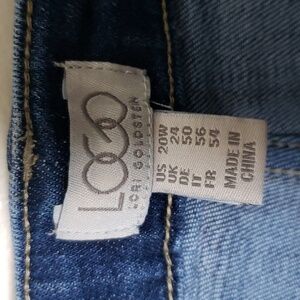 LOGO
LORI GOLDSTEIN
US 20W
UK 24
DE 50
IT 56
FR 54
MADE IN
CHINA